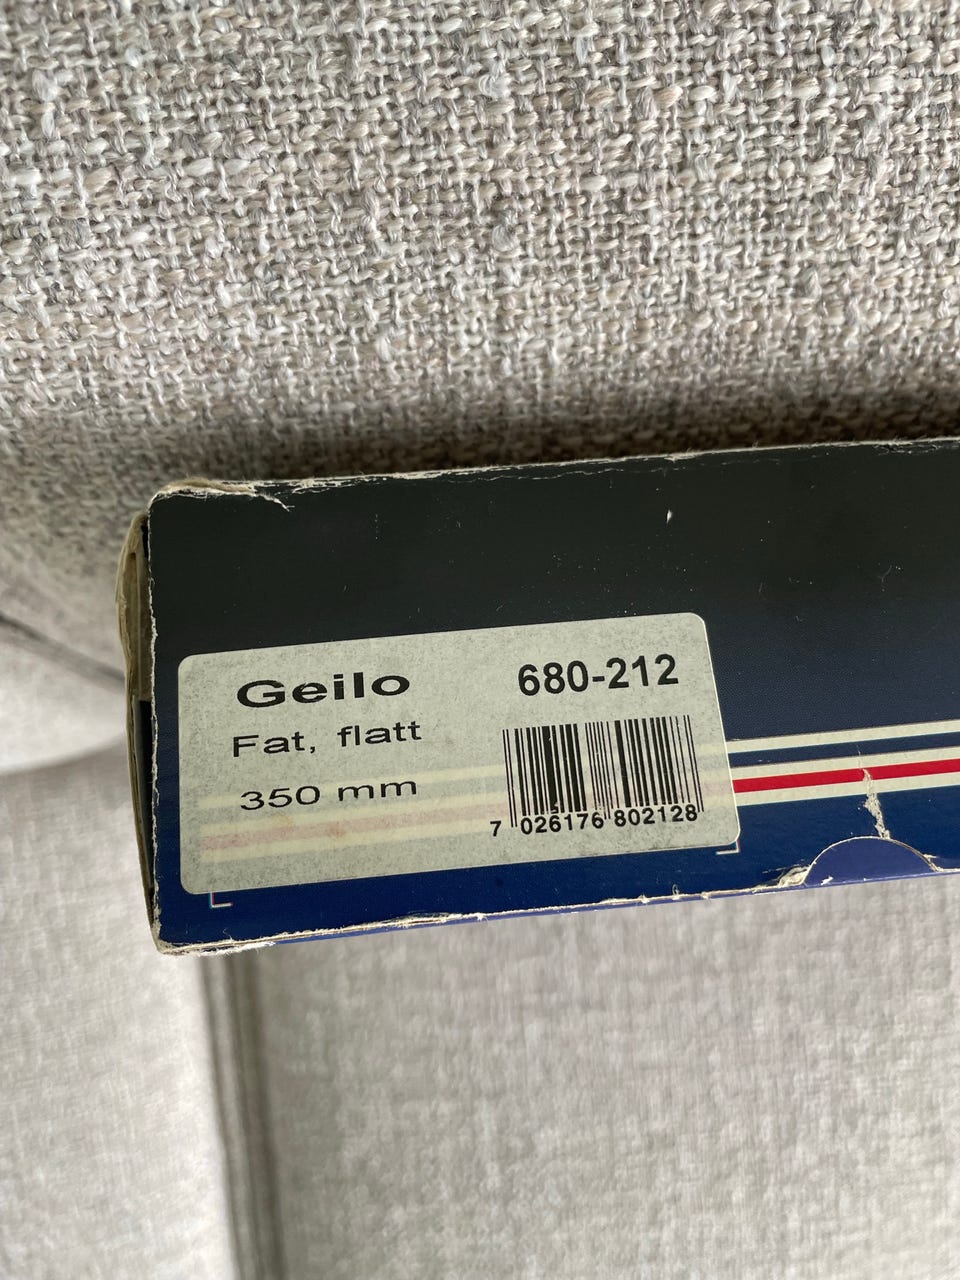 Geilo 680-212
Fat, flatt
350 mm
7 026176 802128